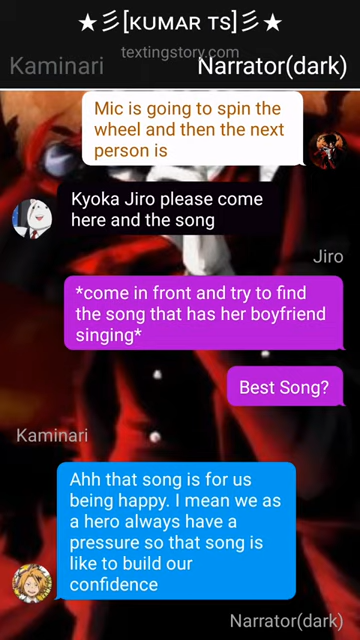 ★彡[ᴋᴜᴍᴀʀ ᴛs]彡★
textingstory.com
Kaminari Narrator(dark)
Mic is going to spin the
wheel and then the next
person is
Kyoka Jiro please come
here and the song
Jiro
*come in front and try to find
the song that has her boyfriend
singing*
Best Song?
Kaminari
Ahh that song is for us
being happy. I mean we as
a hero always have a
pressure so that song is
like to build our
confidence
Narrator(dark)